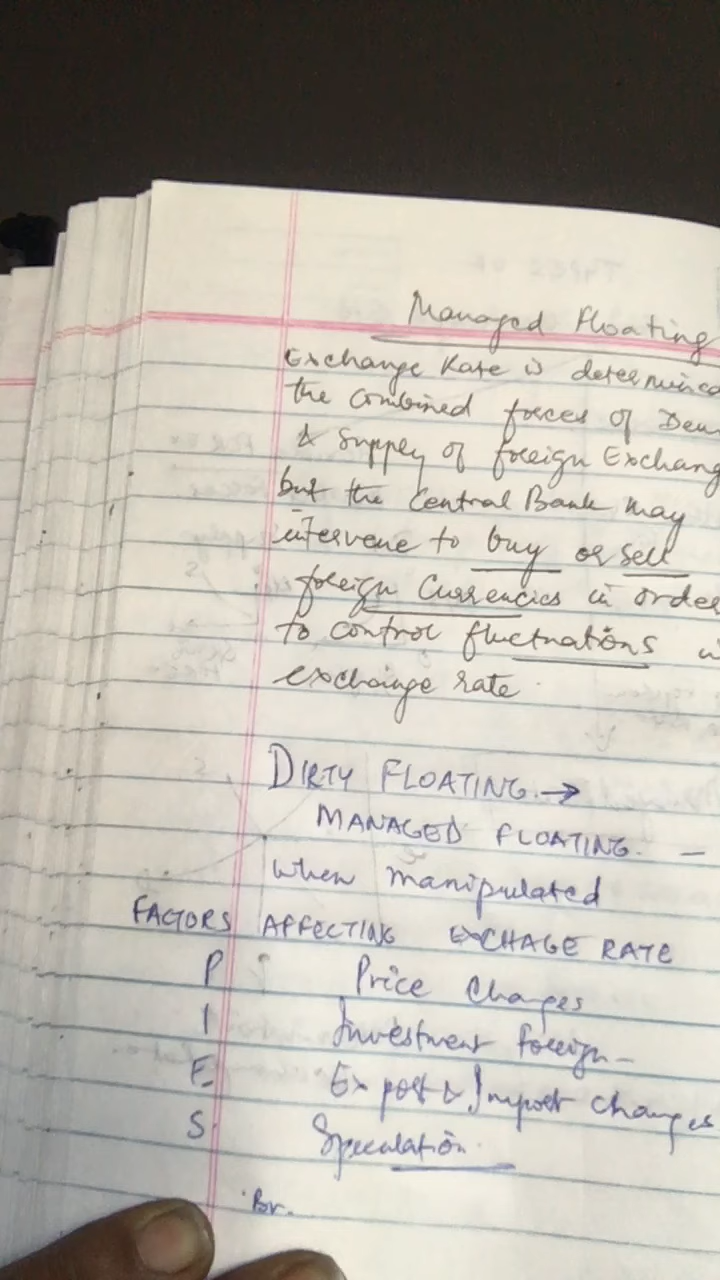 Managed Floating
Exchange Rate is determined
the combined forces of Dem
& Supply of foreign Exchang
but the Central Bank may
intervene to buy or sell
foreign Currencies in order
to control fluctuations
exchange rate.
DIRTY FLOATING. →
MANAGED FLOATING. —
when manipulated
FACTORS AFFECTING EXCHAGE RATE
P Price Changes
I Investment foreign –
E Export & Import changes
S. Speculation.
Br.